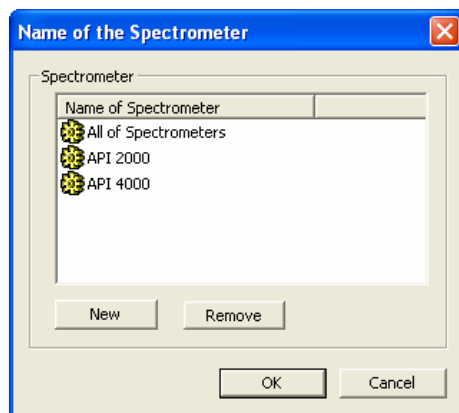 Name of the Spectrometer
Spectrometer
Name of Spectrometer
All of Spectrometers
API 2000
API 4000
New Remove
OK Cancel